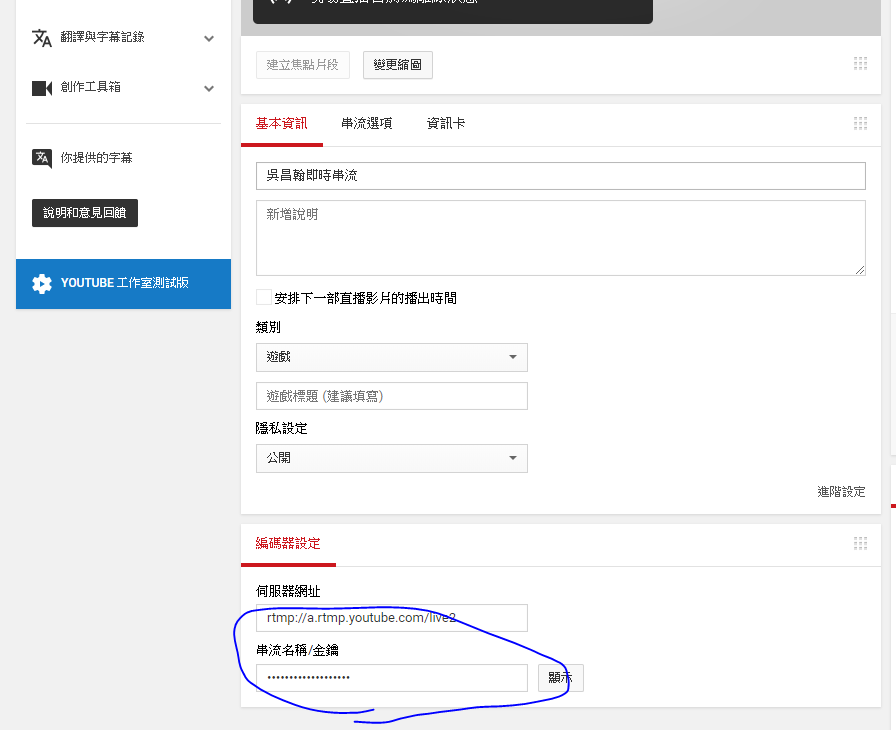 翻譯與字幕記錄
創作工具箱
你提供的字幕
說明和意見回饋
YOUTUBE 工作室測試版
建立焦點片段
變更縮圖
基本資訊
串流選項
資訊卡
吳昌翰即時串流
新增說明
安排下一部直播影片的播出時間
類別
遊戲
遊戲標題 (建議填寫)
隱私設定
公開
進階設定
編碼器設定
伺服器網址
rtmp://a.rtmp.youtube.com/live2
串流名稱/金鑰
顯示